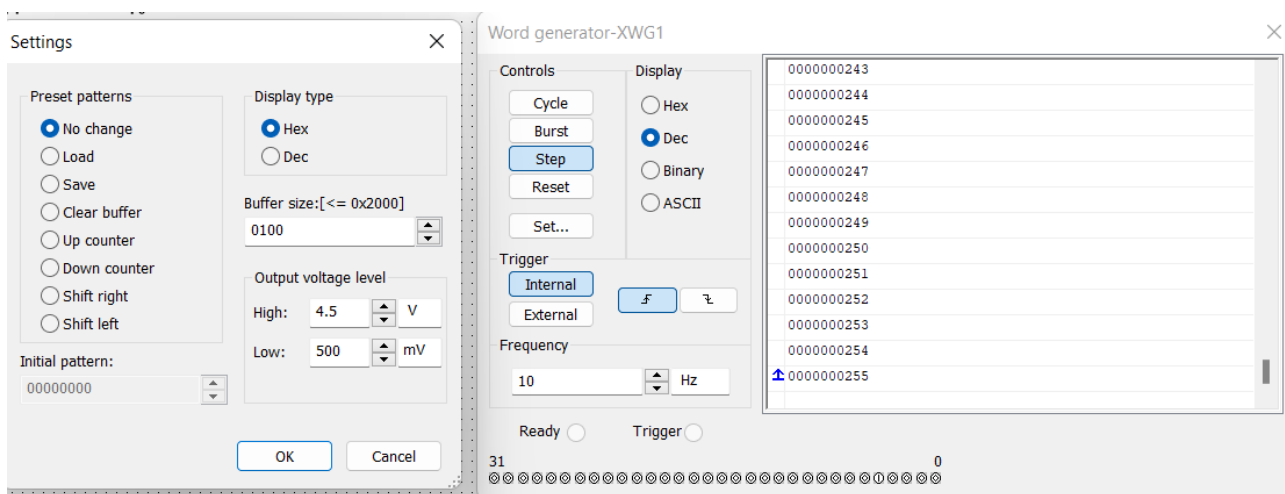 Settings
Preset patterns
No change
Load
Save
Clear buffer
Up counter
Down counter
Shift right
Shift left
Initial pattern:
00000000
Display type
Hex
Dec
Buffer size:[<= 0x2000]
0100
Output voltage level
High: 4.5 V
Low: 500 mV
OK Cancel
Word generator-XWG1
Controls
Cycle
Burst
Step
Reset
Set...
Display
Hex
Dec
Binary
ASCII
Trigger
Internal
External
Frequency
10 Hz
0000000243
0000000244
0000000245
0000000246
0000000247
0000000248
0000000249
0000000250
0000000251
0000000252
0000000253
0000000254
0000000255
Ready Trigger
31 0